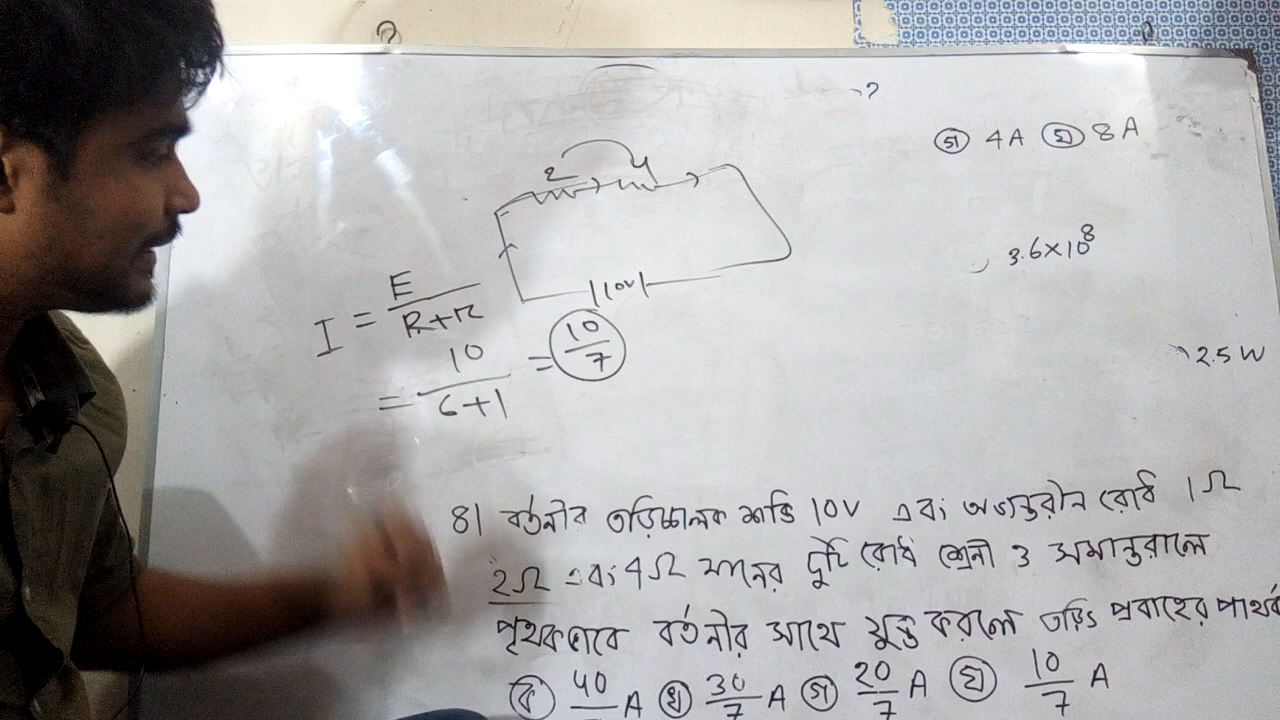 ?
গ 4A ঘ 8A
2 4
3.6×10⁸
10V
I = E/R+r
= 10/6+1 = 10/7
2.5 W
8। বর্তনীর তড়িচ্চালক শক্তি 10V এবং অভ্যন্তরীন রোধ 1Ω
2Ω এবং 4Ω মানের দুটি রোধ শ্রেনী ও সমান্তরালে
পৃথকভাবে বর্তনীর সাথে যুক্ত করলে তড়িৎ প্রবাহের পার্থক্য
ক 40/ A খ 30/7 A গ 20/7 A ঘ 10/7 A